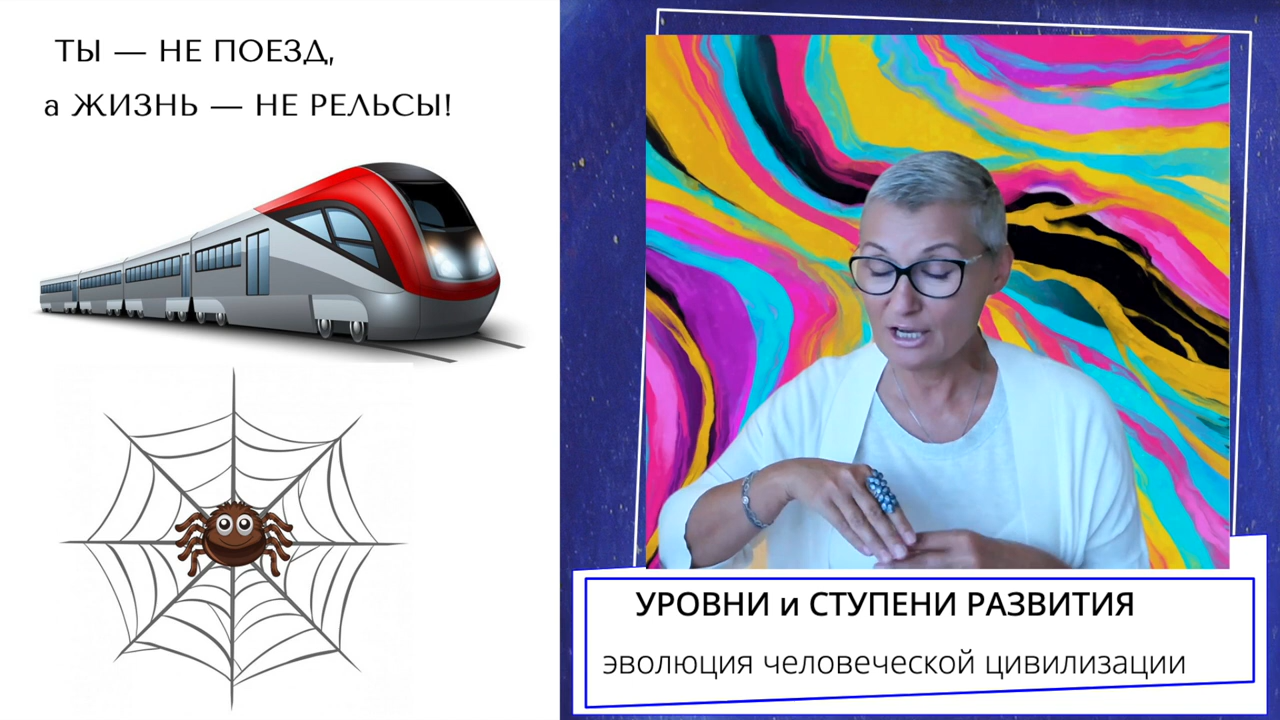 ТЫ — НЕ ПОЕЗД,
а ЖИЗНЬ — НЕ РЕЛЬСЫ!
УРОВНИ и СТУПЕНИ РАЗВИТИЯ
эволюция человеческой цивилизации